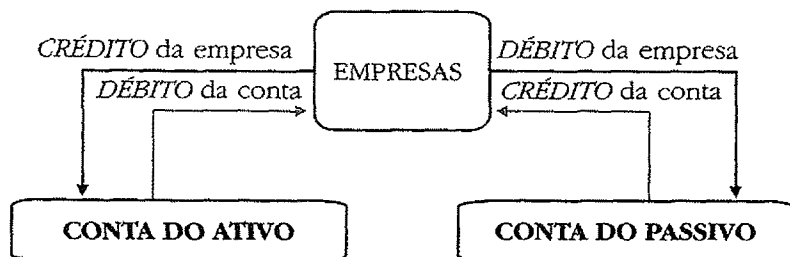 CRÉDITO da empresa
DÉBITO da conta
EMPRESAS
DÉBITO da empresa
CRÉDITO da conta
CONTA DO ATIVO
CONTA DO PASSIVO